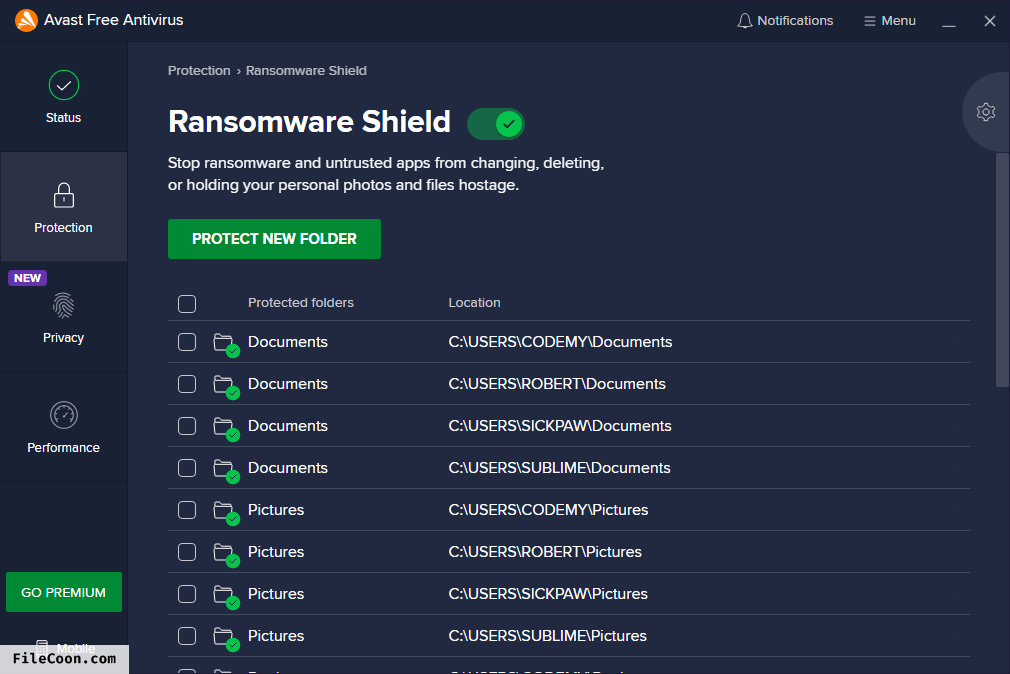 Avast Free Antivirus
Notifications
Menu
Status
Protection
NEW
Privacy
Performance
GO PREMIUM
Mobile
FileCoon.com
Protection › Ransomware Shield
Ransomware Shield
Stop ransomware and untrusted apps from changing, deleting,
or holding your personal photos and files hostage.
PROTECT NEW FOLDER
Protected folders Location
Documents C:\USERS\CODEMY\Documents
Documents C:\USERS\ROBERT\Documents
Documents C:\USERS\SICKPAW\Documents
Documents C:\USERS\SUBLIME\Documents
Pictures C:\USERS\CODEMY\Pictures
Pictures C:\USERS\ROBERT\Pictures
Pictures C:\USERS\SICKPAW\Pictures
Pictures C:\USERS\SUBLIME\Pictures